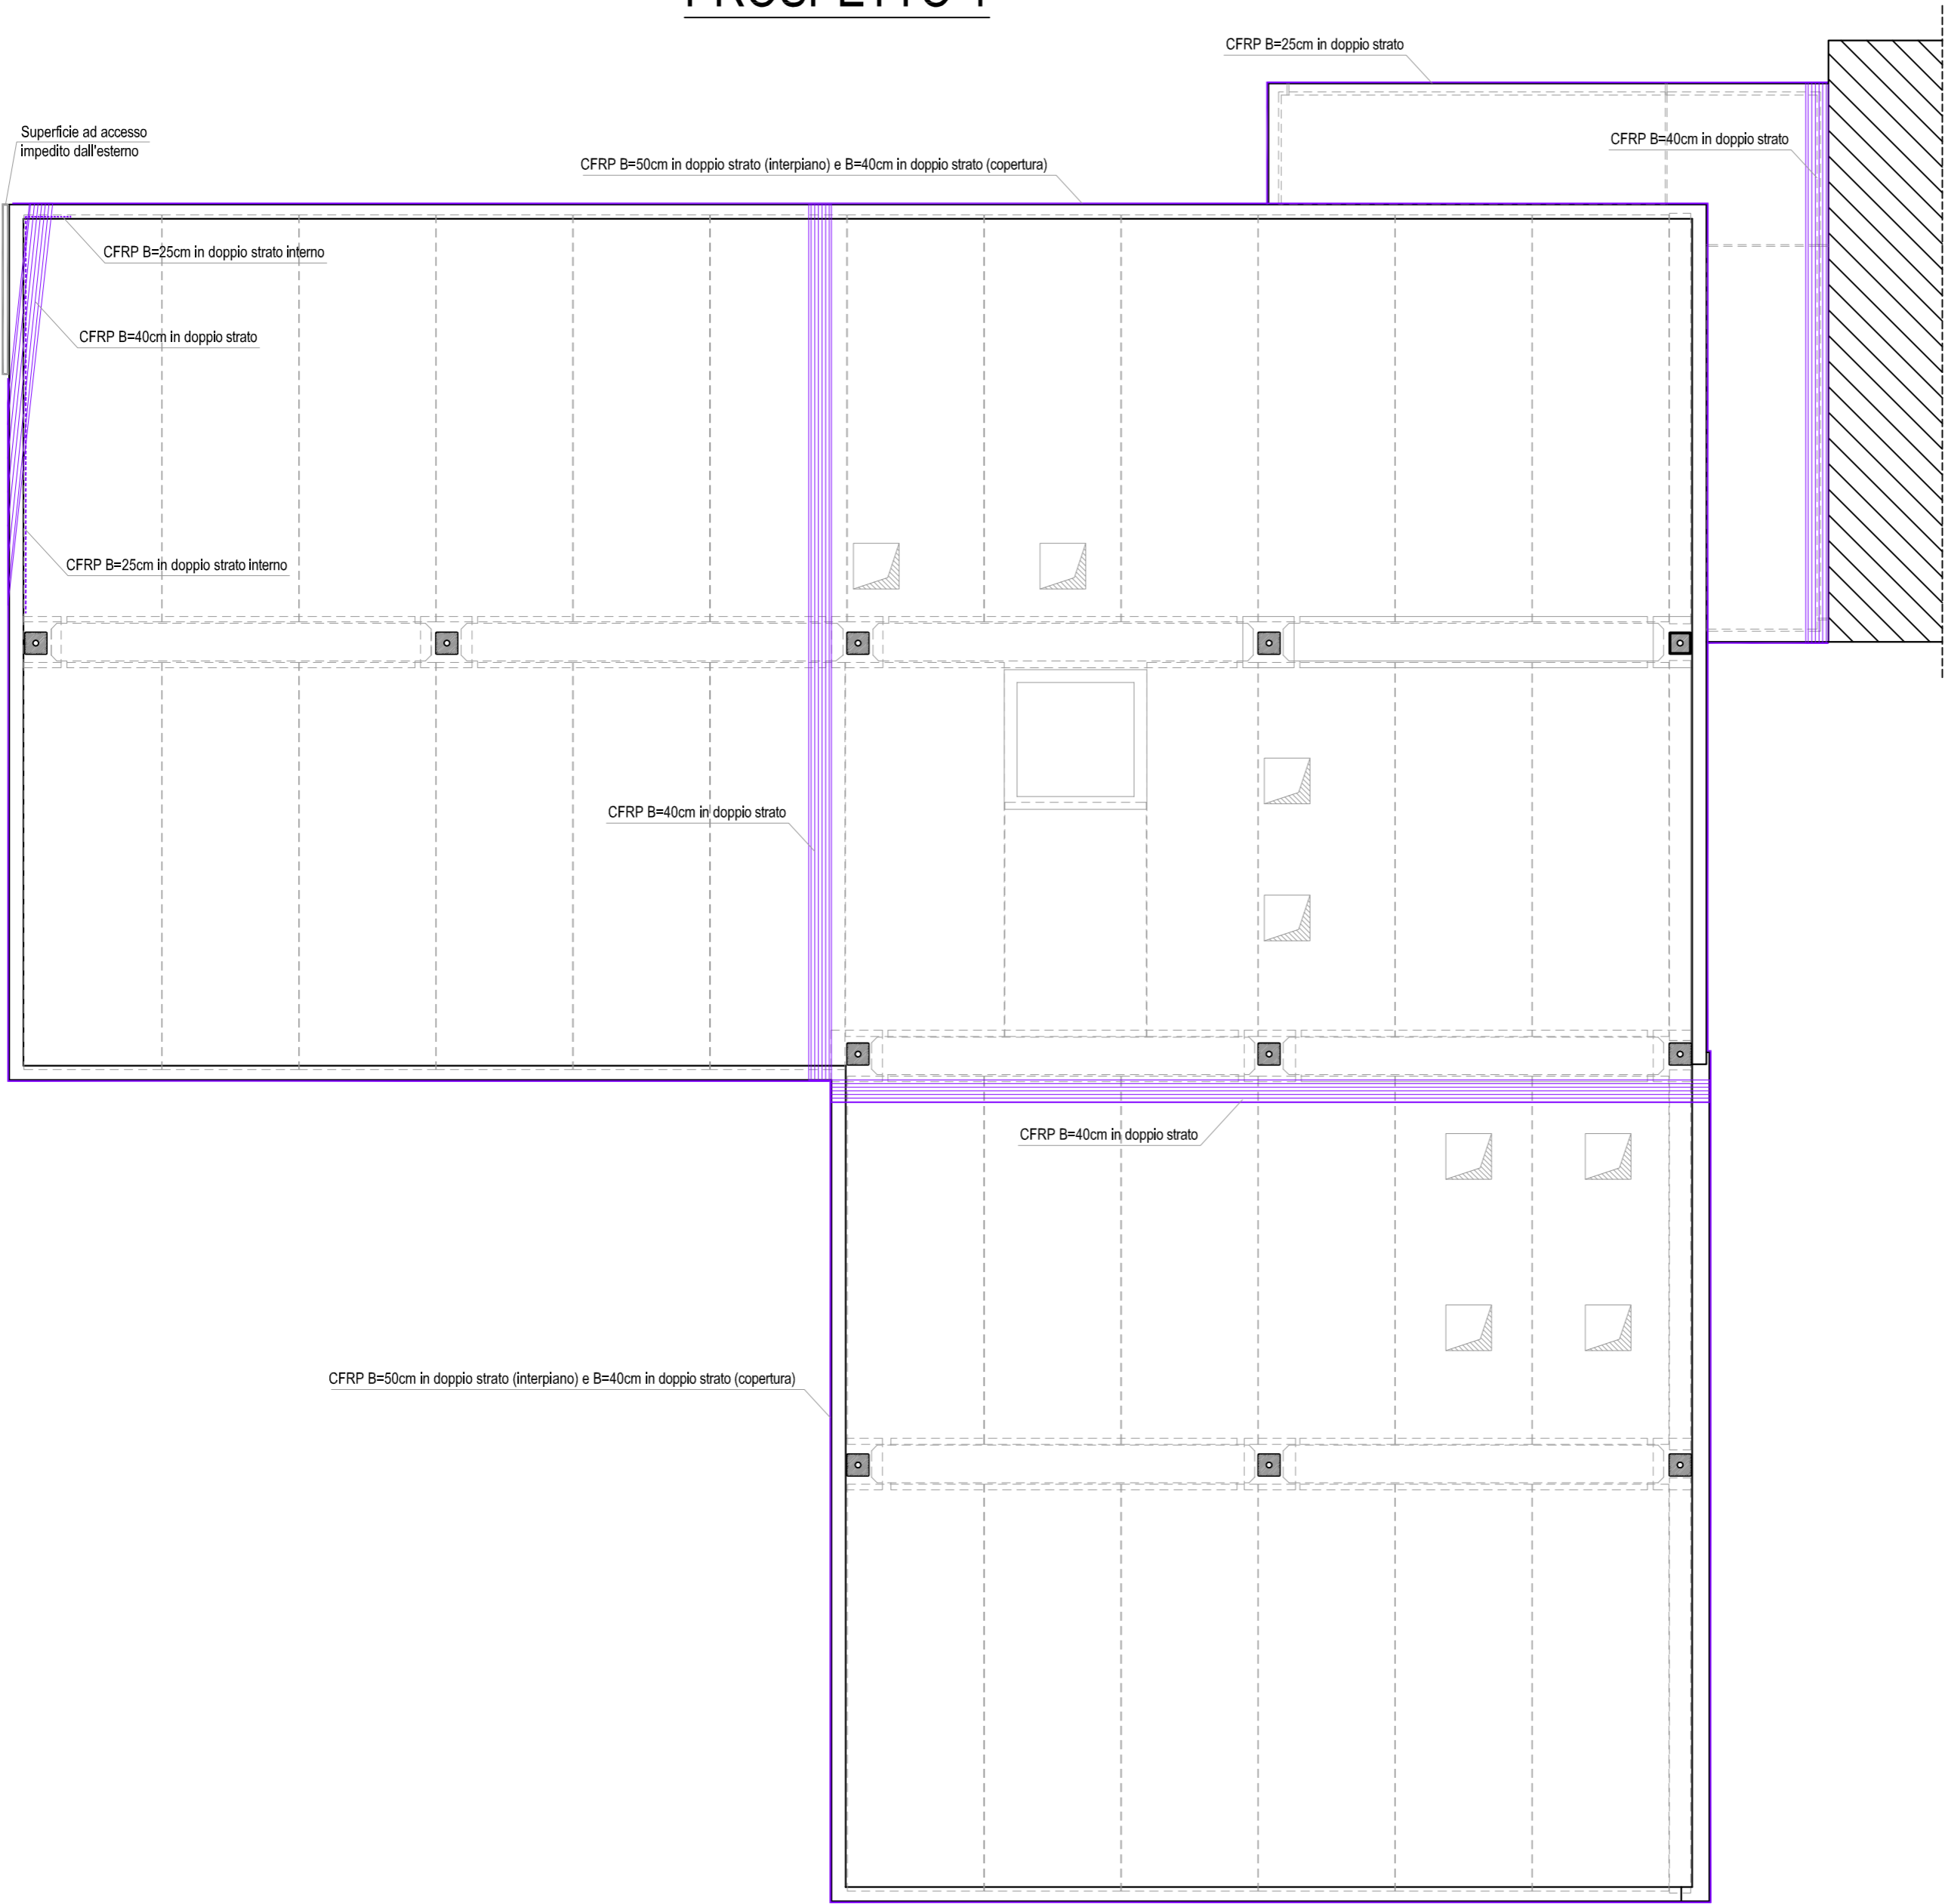 CFRP B=25cm in doppio strato
Superficie ad accesso
impedito dall'esterno
CFRP B=40cm in doppio strato
CFRP B=50cm in doppio strato (interpiano) e B=40cm in doppio strato (copertura)
CFRP B=25cm in doppio strato interno
CFRP B=40cm in doppio strato
CFRP B=25cm in doppio strato interno
CFRP B=40cm in doppio strato
CFRP B=40cm in doppio strato
CFRP B=50cm in doppio strato (interpiano) e B=40cm in doppio strato (copertura)